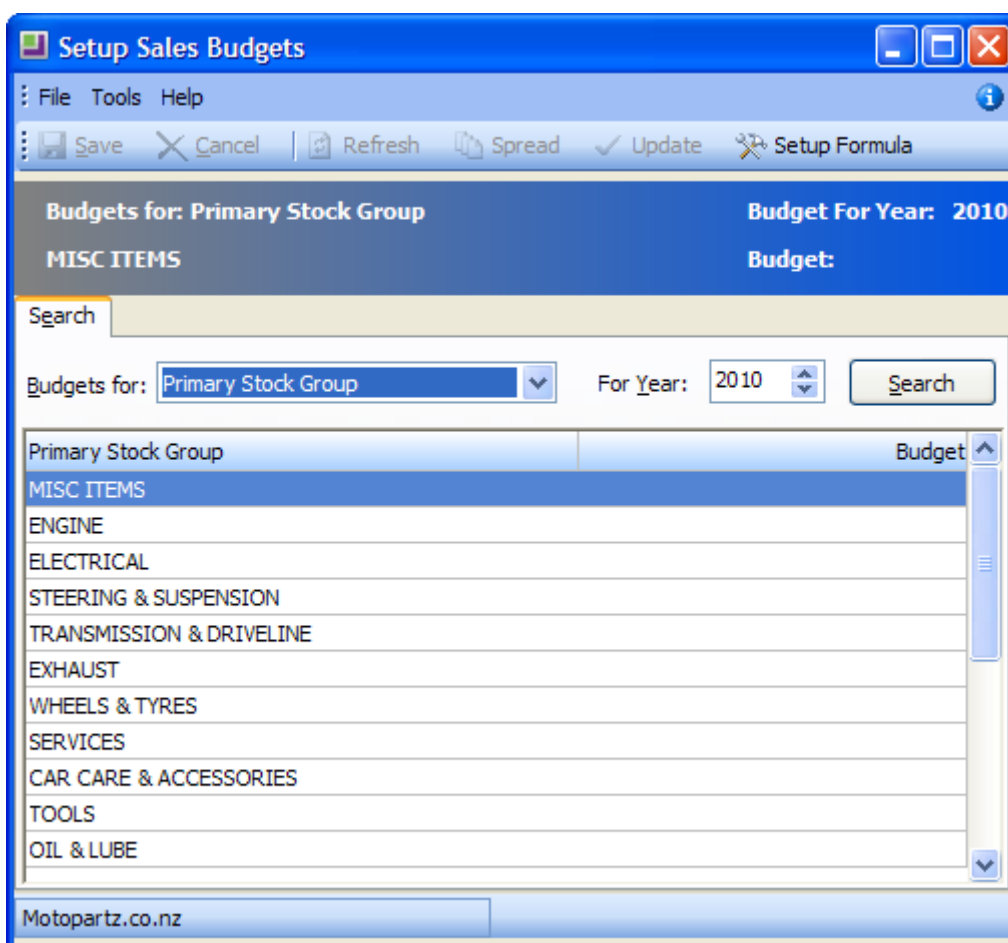 Setup Sales Budgets
File Tools Help
Save Cancel Refresh Spread Update Setup Formula
Budgets for: Primary Stock Group Budget For Year: 2010
MISC ITEMS Budget:
Search
Budgets for: Primary Stock Group For Year: 2010 Search
Primary Stock Group Budget
MISC ITEMS
ENGINE
ELECTRICAL
STEERING & SUSPENSION
TRANSMISSION & DRIVELINE
EXHAUST
WHEELS & TYRES
SERVICES
CAR CARE & ACCESSORIES
TOOLS
OIL & LUBE
Motopartz.co.nz